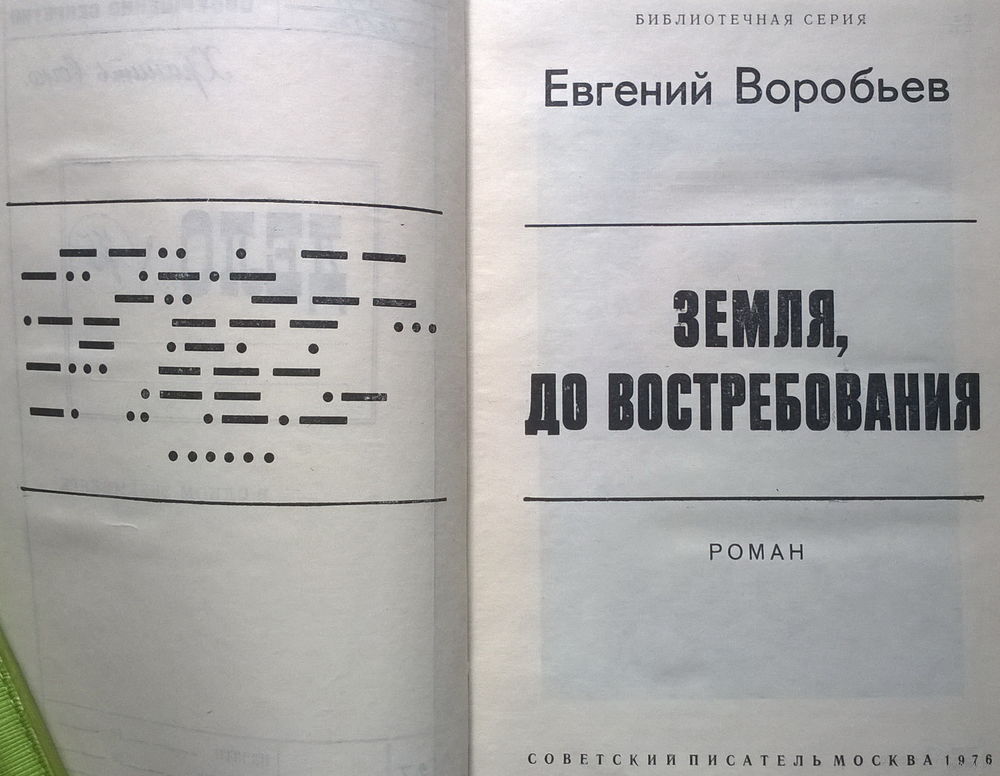 БИБЛИОТЕЧНАЯ СЕРИЯ
Евгений Воробьев
ЗЕМЛЯ,
ДО ВОСТРЕБОВАНИЯ
РОМАН
СОВЕТСКИЙ ПИСАТЕЛЬ МОСКВА 1976